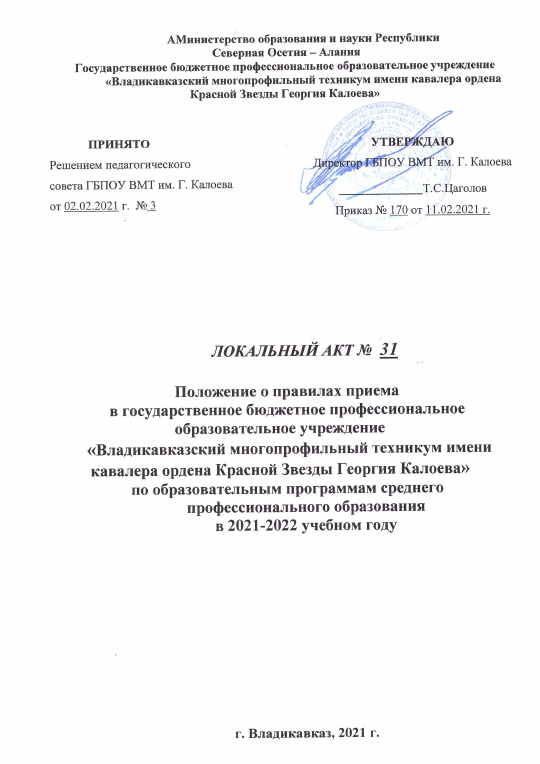 АМинистерство образования и науки Республики
Северная Осетия – Алания
Государственное бюджетное профессиональное образовательное учреждение
«Владикавказский многопрофильный техникум имени кавалера ордена
Красной Звезды Георгия Калоева»
ПРИНЯТО
Решением педагогического
совета ГБПОУ ВМТ им. Г. Калоева
от 02.02.2021 г. № 3
УТВЕРЖДАЮ
Директор ГБПОУ ВМТ им. Г. Калоева
______________Т.С.Цаголов
Приказ № 170 от 11.02.2021 г.
ЛОКАЛЬНЫЙ АКТ № 31
Положение о правилах приема
в государственное бюджетное профессиональное
образовательное учреждение
«Владикавказский многопрофильный техникум имени
кавалера ордена Красной Звезды Георгия Калоева»
по образовательным программам среднего
профессионального образования
в 2021-2022 учебном году
г. Владикавказ, 2021 г.